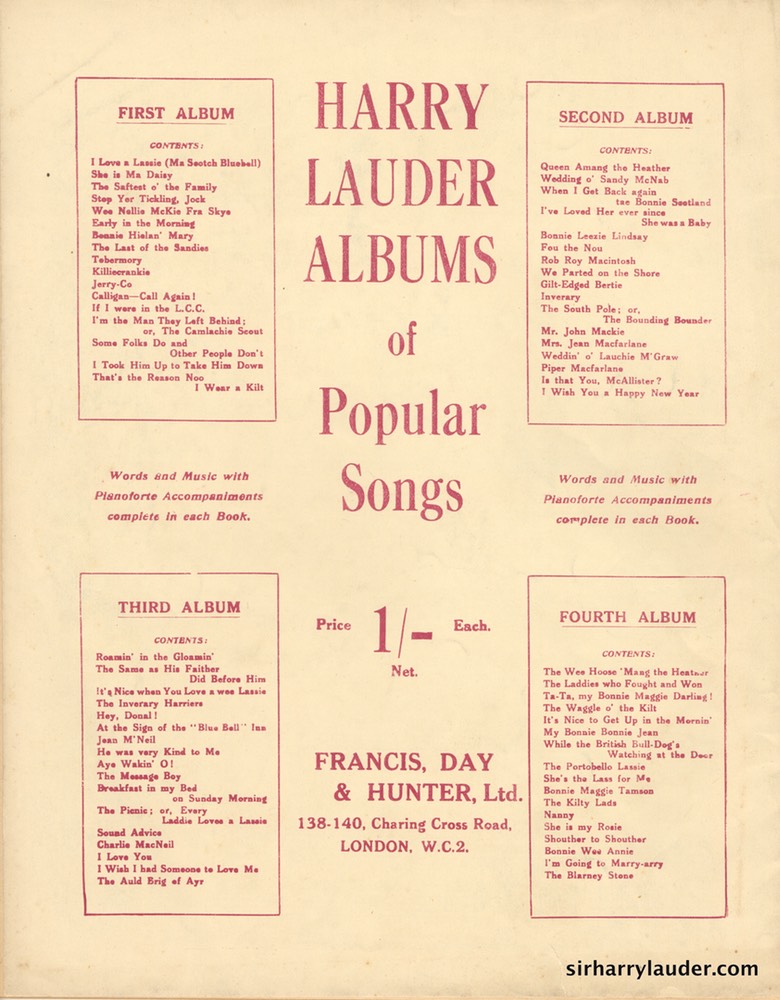 HARRY
LAUDER
ALBUMS
of
Popular
Songs
FIRST ALBUM
CONTENTS:
I Love a Lassie (Ma Scotch Bluebell)
She is Ma Daisy
The Saftest o' the Family
Stop Yer Tickling, Jock
Wee Nellie McKie Fra Skye
Early in the Morning
Bonnie Hielan' Mary
The Last of the Sandies
Tobermory
Killiecrankie
Jerry-Co
Calligan—Call Again!
If I were in the L.C.C.
I'm the Man They Left Behind;
or, The Camlachie Scout
Some Folks Do and
Other People Don't
I Took Him Up to Take Him Down
That's the Reason Noo
I Wear a Kilt
SECOND ALBUM
CONTENTS:
Queen Amang the Heather
Wedding o' Sandy McNab
When I Get Back again
tae Bonnie Scotland
I've Loved Her ever since
She was a Baby
Bonnie Leezie Lindsay
Fou the Nou
Rob Roy Macintosh
We Parted on the Shore
Gilt-Edged Bertie
Inverary
The South Pole; or,
The Bounding Bounder
Mr. John Mackie
Mrs. Jean Macfarlane
Weddin' o' Lauchie M'Graw
Piper Macfarlane
Is that You, McAllister?
I Wish You a Happy New Year
Words and Music with
Pianoforte Accompaniments
complete in each Book.
Words and Music with
Pianoforte Accompaniments
complete in each Book.
THIRD ALBUM
CONTENTS:
Roamin' in the Gloamin'
The Same as His Faither
Did Before Him
It's Nice when You Love a wee Lassie
The Inverary Harriers
Hey, Donal!
At the Sign of the "Blue Bell" Inn
Jean M'Neil
He was very Kind to Me
Aye Wakin' O!
The Message Boy
Breakfast in my Bed
on Sunday Morning
The Picnic; or, Every
Laddie Loves a Lassie
Sound Advice
Charlie MacNeil
I Love You
I Wish I had Someone to Love Me
The Auld Brig of Ayr
Price 1/- Each.
Net.
FRANCIS, DAY
& HUNTER, Ltd.
138-140, Charing Cross Road,
LONDON, W.C.2.
FOURTH ALBUM
CONTENTS:
The Wee Hoose 'Mang the Heather
The Laddies who Fought and Won
Ta-Ta, my Bonnie Maggie Darling!
The Waggle o' the Kilt
It's Nice to Get Up in the Mornin'
My Bonnie Bonnie Jean
While the British Bull-Dog's
Watching at the Door
The Portobello Lassie
She's the Lass for Me
Bonnie Maggie Tamson
The Kilty Lads
Nanny
She is my Rosie
Shouther to Shouther
Bonnie Wee Annie
I'm Going to Marry-arry
The Blarney Stone
sirharrylauder.com